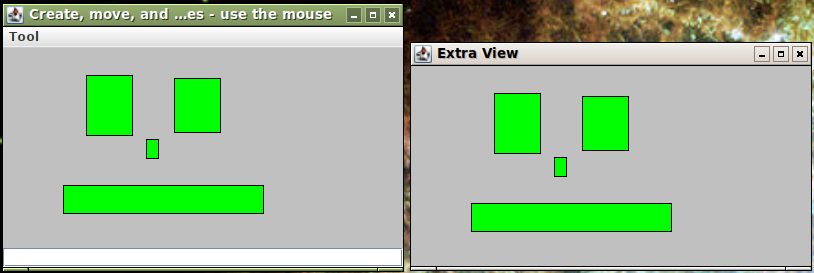 Create, move, and ...es - use the mouse
Tool
Extra View